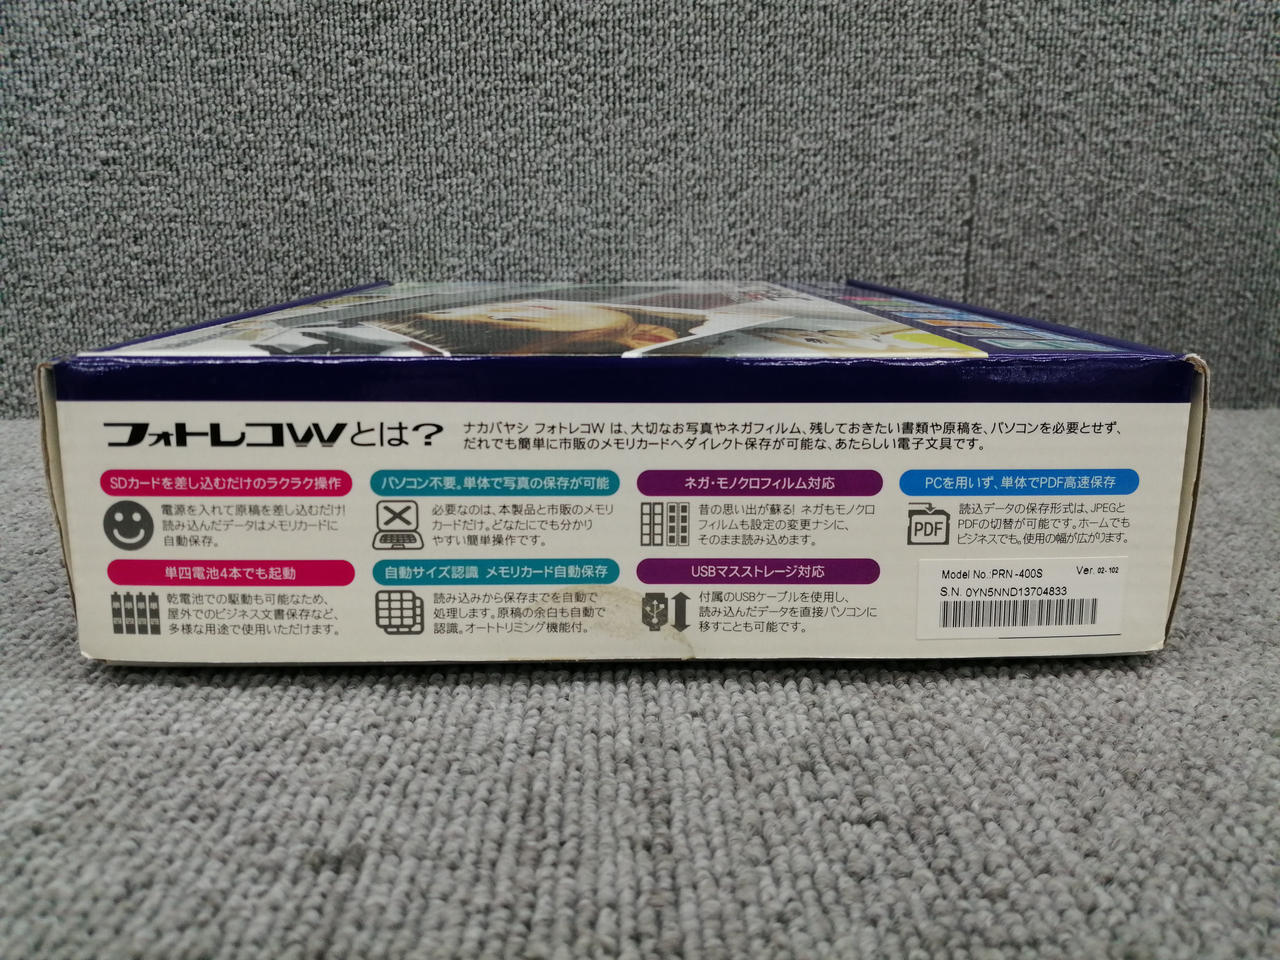 フォトレコWとは?
ナカバヤシ フォトレコW は、大切なお写真やネガフィルム、残しておきたい書類や原稿を、パソコンを必要とせず、
だれでも簡単に市販のメモリカードへダイレクト保存が可能な、あたらしい電子文具です。
SDカードを差し込むだけのラクラク操作
電源を入れて原稿を差し込むだけ!
読み込んだデータはメモリカードに
自動保存。
パソコン不要。単体で写真の保存が可能
必要なのは、本製品と市販のメモリ
カードだけ。どなたにでも分かり
やすい簡単操作です。
ネガ・モノクロフィルム対応
昔の思い出が蘇る! ネガもモノクロ
フィルムも設定の変更ナシに、
そのまま読み込めます。
PCを用いず、単体でPDF高速保存
PDF
読込データの保存形式は、JPEGと
PDFの切替が可能です。ホームでも
ビジネスでも。使用の幅が広がります。
単四電池4本でも起動
乾電池での駆動も可能なため、
屋外でのビジネス文書保存など、
多様な用途で使用いただけます。
自動サイズ認識 メモリカード自動保存
読み込みから保存までを自動で
処理します。原稿の余白も自動で
認識。オートトリミング機能付。
USBマスストレージ対応
付属のUSBケーブルを使用し、
読み込んだデータを直接パソコンに
移すことも可能です。
Model No.:PRN-400S Ver. 02-102
S.N. 0YN5NND13704833